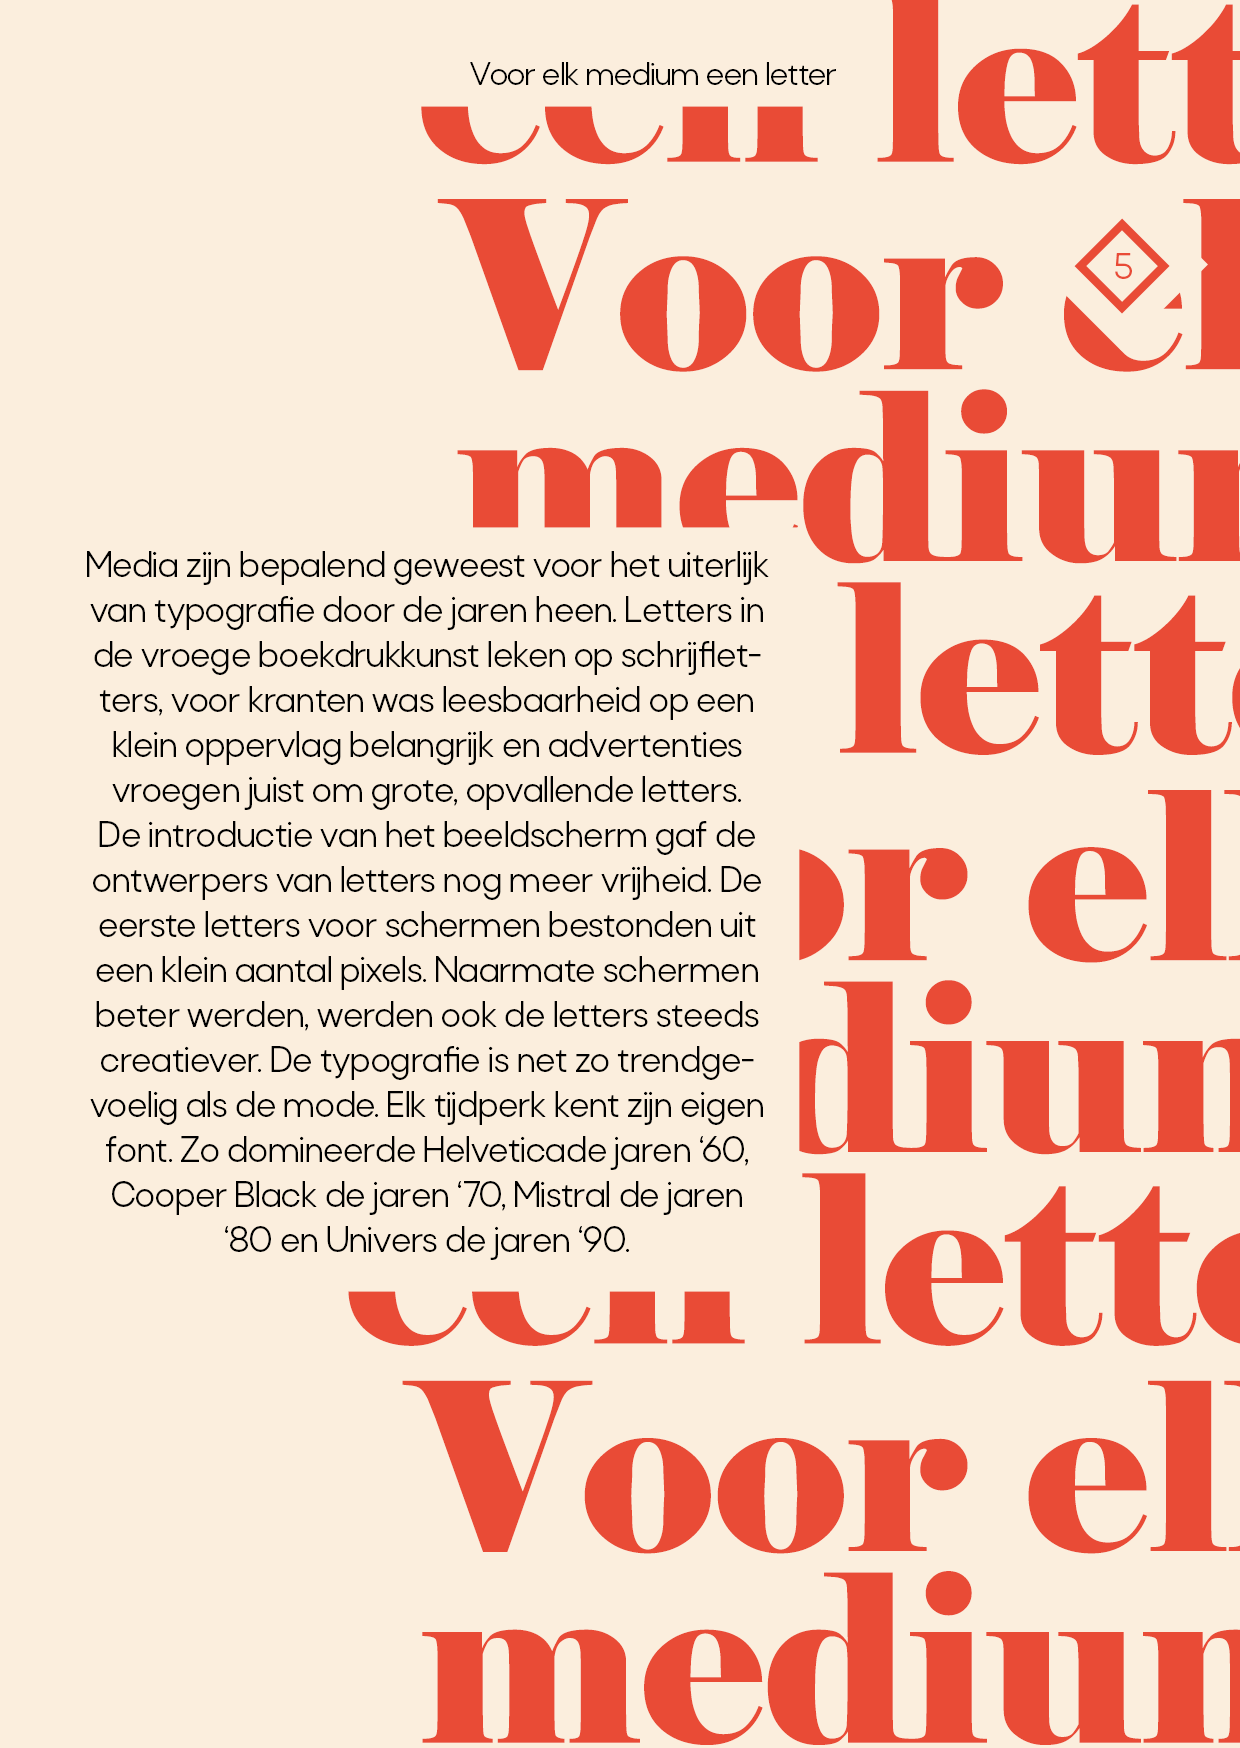 lett
Voor elk medium een letter
een
Voor el
5
medium
Media zijn bepalend geweest voor het uiterlijk
van typografie door de jaren heen. Letters in
de vroege boekdrukkunst leken op schrijflet-
ters, voor kranten was leesbaarheid op een
klein oppervlag belangrijk en advertenties
vroegen juist om grote, opvallende letters.
De introductie van het beeldscherm gaf de
ontwerpers van letters nog meer vrijheid. De
eerste letters voor schermen bestonden uit
een klein aantal pixels. Naarmate schermen
beter werden, werden ook de letters steeds
creatiever. De typografie is net zo trendge-
voelig als de mode. Elk tijdperk kent zijn eigen
font. Zo domineerde Helveticade jaren ‘60,
Cooper Black de jaren ‘70, Mistral de jaren
‘80 en Univers de jaren ‘90.
lette
or elk
dium
een lette
Voor elk
medium